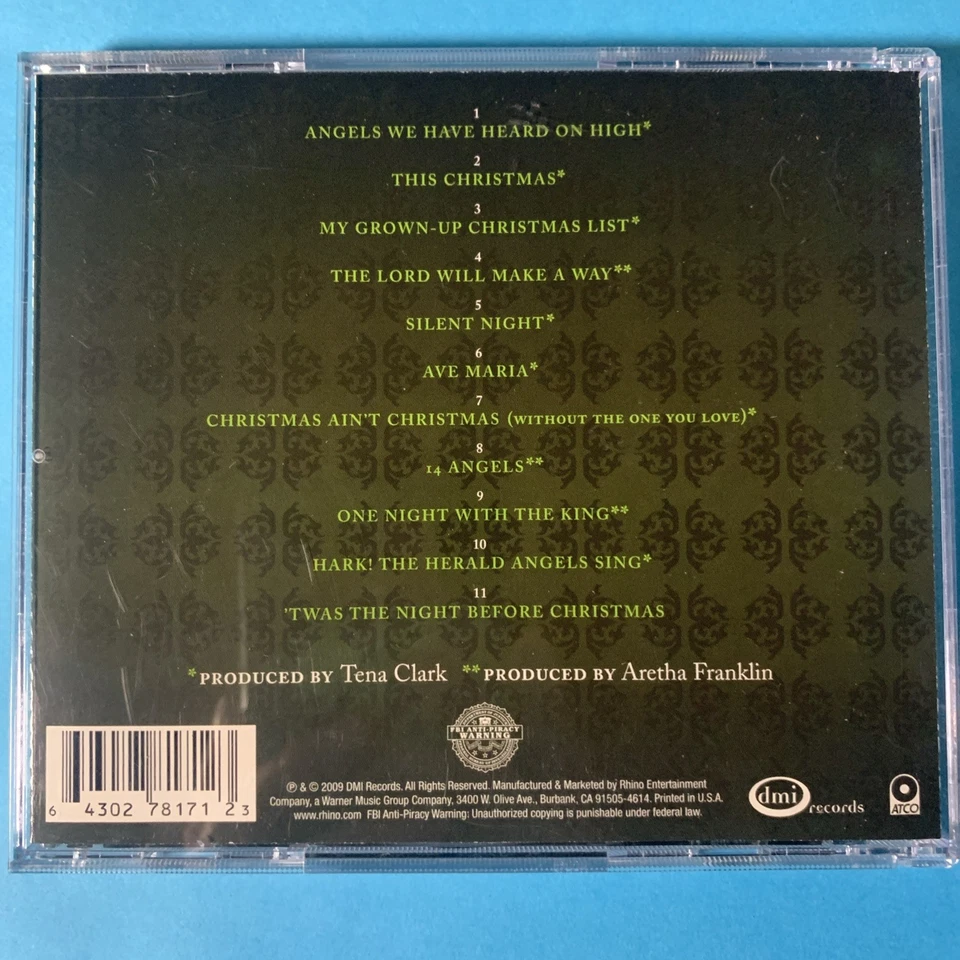 1
ANGELS WE HAVE HEARD ON HIGH*
2
THIS CHRISTMAS*
3
MY GROWN-UP CHRISTMAS LIST*
4
THE LORD WILL MAKE A WAY**
5
SILENT NIGHT*
6
AVE MARIA*
7
CHRISTMAS AIN'T CHRISTMAS (WITHOUT THE ONE YOU LOVE)*
8
14 ANGELS**
9
ONE NIGHT WITH THE KING**
10
HARK! THE HERALD ANGELS SING*
11
'TWAS THE NIGHT BEFORE CHRISTMAS
*PRODUCED BY Tena Clark **PRODUCED BY Aretha Franklin
FBI ANTI-PIRACY
WARNING
℗ & © 2009 DMI Records. All Rights Reserved. Manufactured & Marketed by Rhino Entertainment
Company, a Warner Music Group Company, 3400 W. Olive Ave., Burbank, CA 91505-4614. Printed in U.S.A.
www.rhino.com FBI Anti-Piracy Warning: Unauthorized copying is punishable under federal law.
6 4302 78171 2 3
dmi records
ATCO